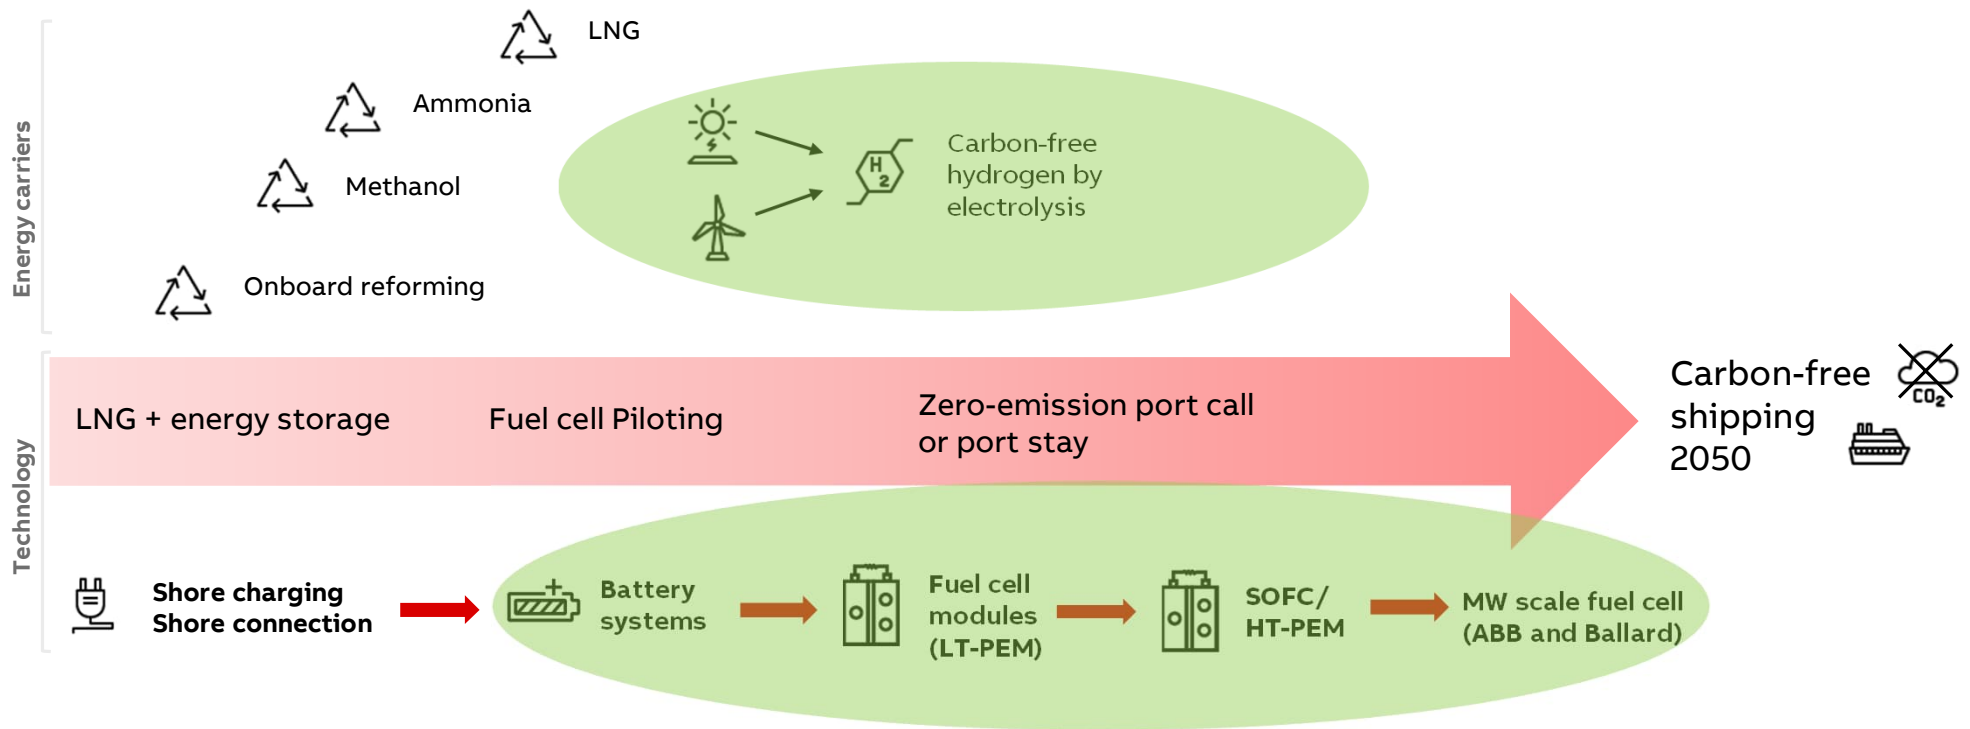 Energy carriers
LNG
Ammonia
Methanol
Onboard reforming
H
2
Carbon-free
hydrogen by
electrolysis
Technology
LNG + energy storage
Fuel cell Piloting
Zero-emission port call
or port stay
Carbon-free
shipping
2050
CO₂
Shore charging
Shore connection
Battery
systems
Fuel cell
modules
(LT-PEM)
SOFC/
HT-PEM
MW scale fuel cell
(ABB and Ballard)